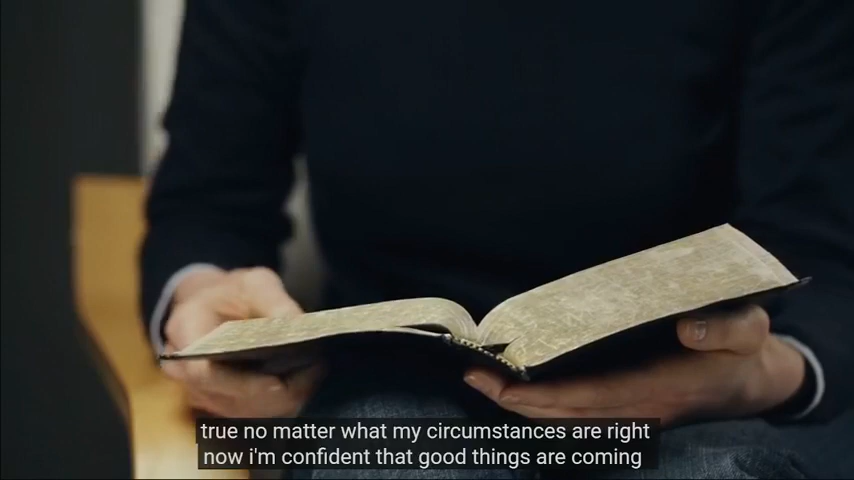 true no matter what my circumstances are right
now i'm confident that good things are coming